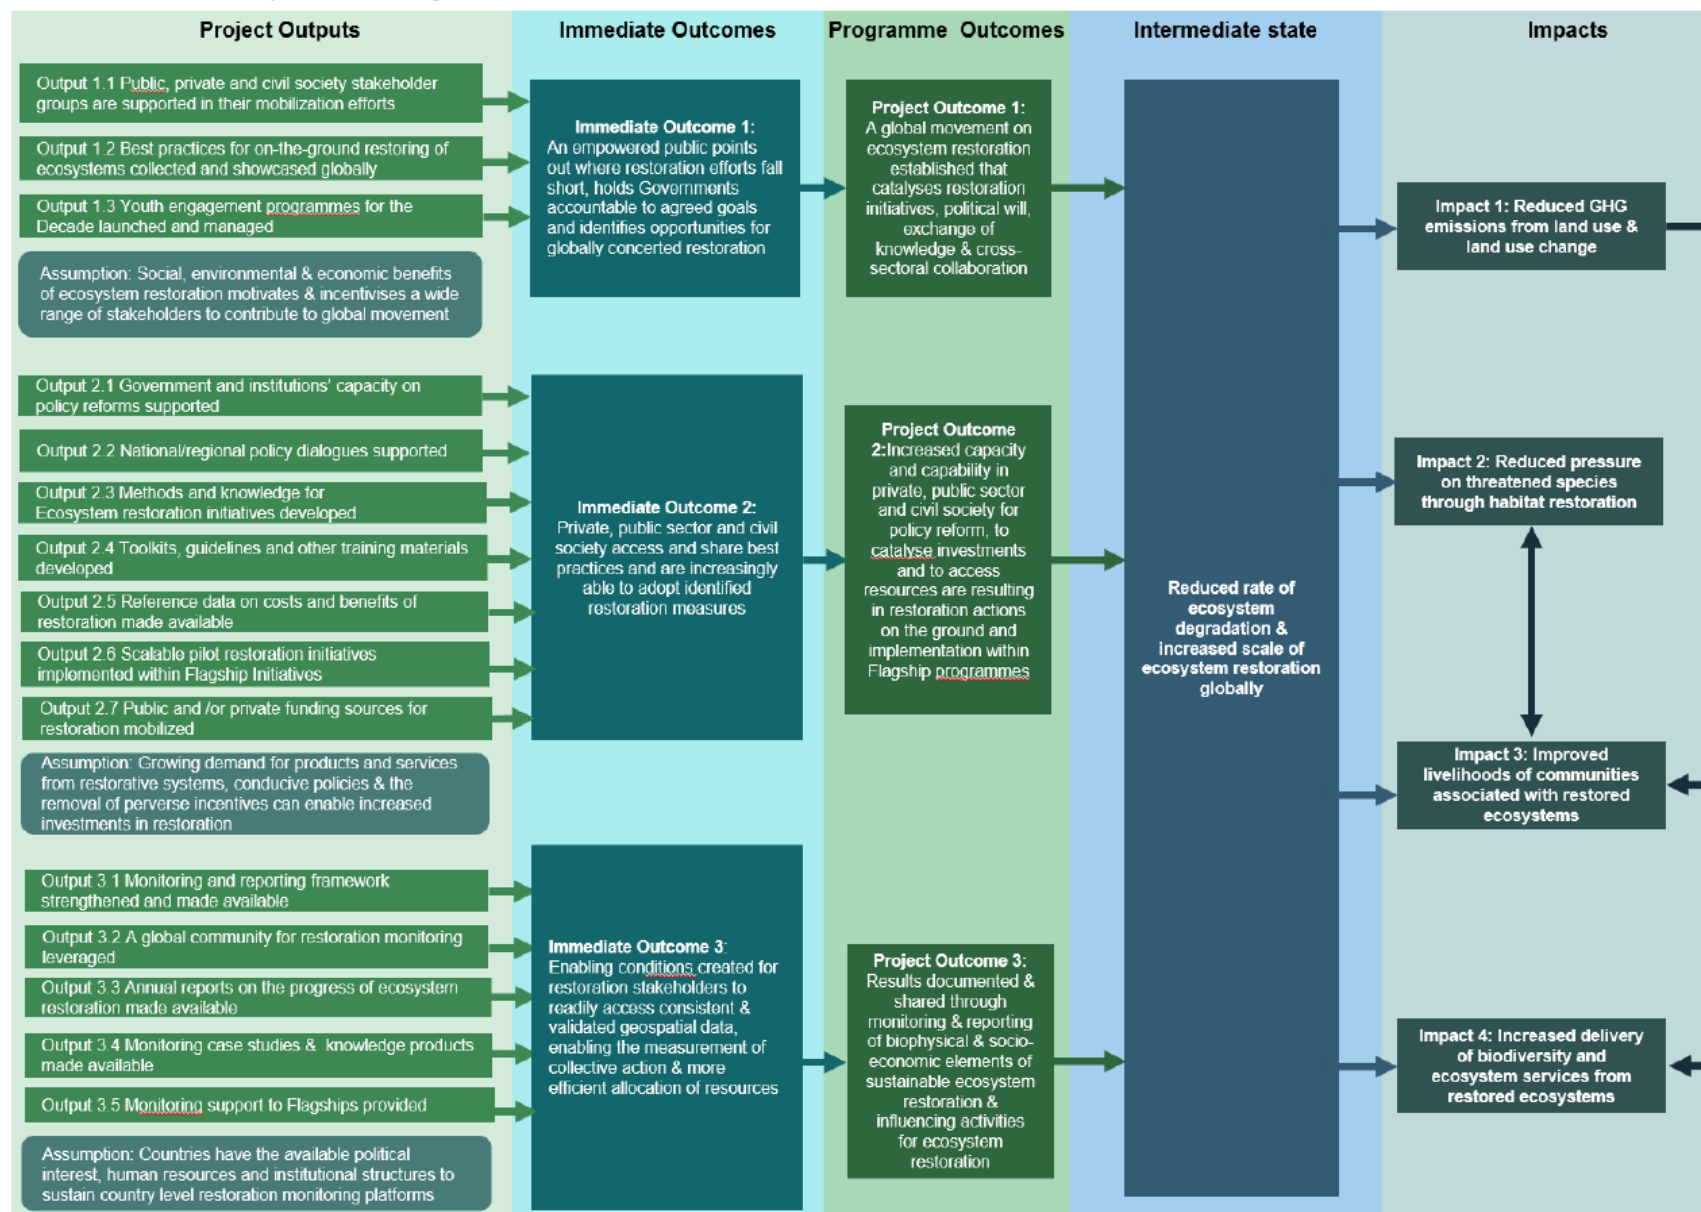 Project Outputs
Immediate Outcomes
Programme Outcomes
Intermediate state
Impacts
Output 1.1 Public, private and civil society stakeholder
groups are supported in their mobilization efforts
Output 1.2 Best practices for on-the-ground restoring of
ecosystems collected and showcased globally
Output 1.3 Youth engagement programmes for the
Decade launched and managed
Assumption: Social, environmental & economic benefits
of ecosystem restoration motivates & incentivises a wide
range of stakeholders to contribute to global movement
Output 2.1 Government and institutions' capacity on
policy reforms supported
Output 2.2 National/regional policy dialogues supported
Output 2.3 Methods and knowledge for
Ecosystem restoration initiatives developed
Output 2.4 Toolkits, guidelines and other training materials
developed
Output 2.5 Reference data on costs and benefits of
restoration made available
Output 2.6 Scalable pilot restoration initiatives
implemented within Flagship Initiatives
Output 2.7 Public and /or private funding sources for
restoration mobilized
Assumption: Growing demand for products and services
from restorative systems, conducive policies & the
removal of perverse incentives can enable increased
investments in restoration
Output 3.1 Monitoring and reporting framework
strengthened and made available
Output 3.2 A global community for restoration monitoring
leveraged
Output 3.3 Annual reports on the progress of ecosystem
restoration made available
Output 3.4 Monitoring case studies & knowledge products
made available
Output 3.5 Monitoring support to Flagships provided
Assumption: Countries have the available political
interest, human resources and institutional structures to
sustain country level restoration monitoring platforms
Immediate Outcome 1:
An empowered public points
out where restoration efforts fall
short, holds Governments
accountable to agreed goals
and identifies opportunities for
globally concerted restoration
Immediate Outcome 2:
Private, public sector and civil
society access and share best
practices and are increasingly
able to adopt identified
restoration measures
Immediate Outcome 3:
Enabling conditions created for
restoration stakeholders to
readily access consistent &
validated geospatial data,
enabling the measurement of
collective action & more
efficient allocation of resources
Project Outcome 1:
A global movement on
ecosystem restoration
established that
catalyses restoration
initiatives, political will,
exchange of
knowledge & cross-
sectoral collaboration
Project Outcome
2:Increased capacity
and capability in
private, public sector
and civil society for
policy reform, to
catalyse investments
and to access
resources are resulting
in restoration actions
on the ground and
implementation within
Flagship programmes
Project Outcome 3:
Results documented &
shared through
monitoring & reporting
of biophysical & socio-
economic elements of
sustainable ecosystem
restoration &
influencing activities
for ecosystem
restoration
Reduced rate of
ecosystem
degradation &
increased scale of
ecosystem restoration
globally
Impact 1: Reduced GHG
emissions from land use &
land use change
Impact 2: Reduced pressure
on threatened species
through habitat restoration
Impact 3: Improved
livelihoods of communities
associated with restored
ecosystems
Impact 4: Increased delivery
of biodiversity and
ecosystem services from
restored ecosystems